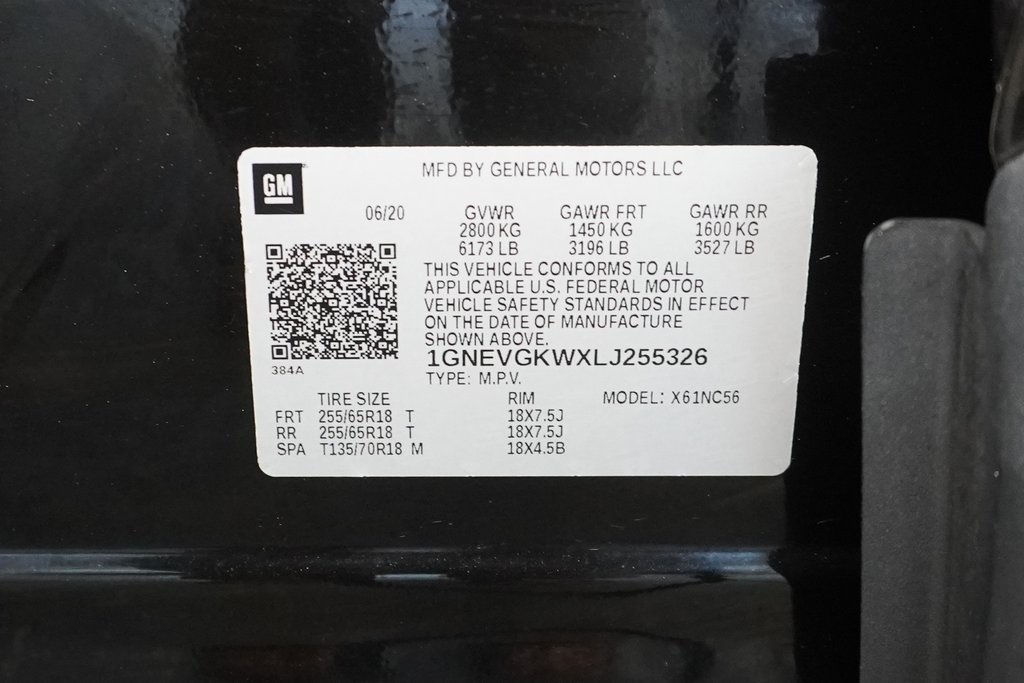 GM
MFD BY GENERAL MOTORS LLC
06/20 GVWR GAWR FRT GAWR RR
2800 KG 1450 KG 1600 KG
6173 LB 3196 LB 3527 LB
THIS VEHICLE CONFORMS TO ALL
APPLICABLE U.S. FEDERAL MOTOR
VEHICLE SAFETY STANDARDS IN EFFECT
ON THE DATE OF MANUFACTURE
SHOWN ABOVE.
1GNEVGKWXLJ255326
384A
TYPE: M.P.V.
TIRE SIZE RIM MODEL: X61NC56
FRT 255/65R18 T 18X7.5J
RR 255/65R18 T 18X7.5J
SPA T135/70R18 M 18X4.5B